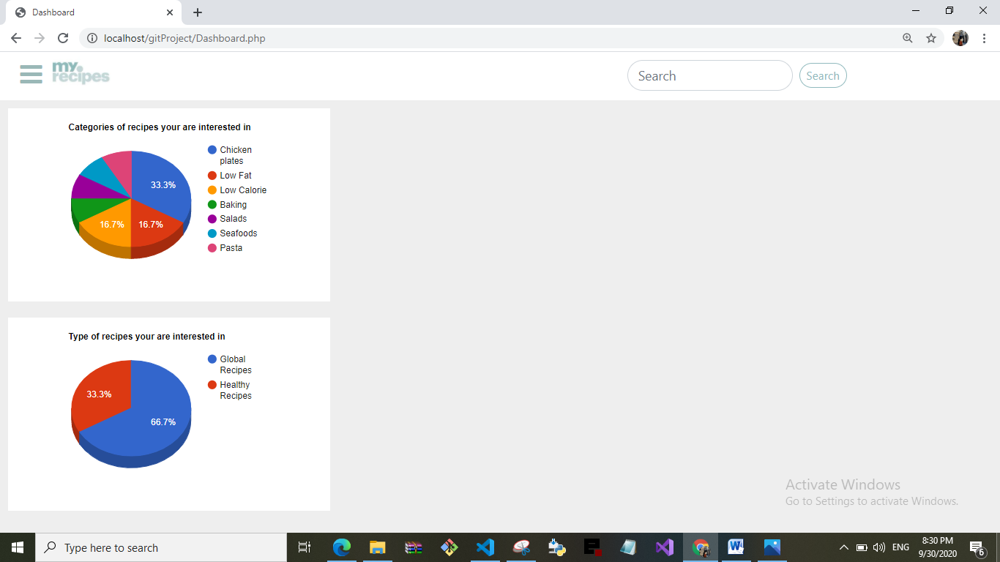 Dashboard
localhost/gitProject/Dashboard.php
my.
recipes
Search
Search
Categories of recipes your are interested in
33.3%
16.7%
16.7%
Chicken
plates
Low Fat
Low Calorie
Baking
Salads
Seafoods
Pasta
Type of recipes your are interested in
33.3%
66.7%
Global
Recipes
Healthy
Recipes
Activate Windows
Go to Settings to activate Windows.
Type here to search
ENG
8:30 PM
9/30/2020
6